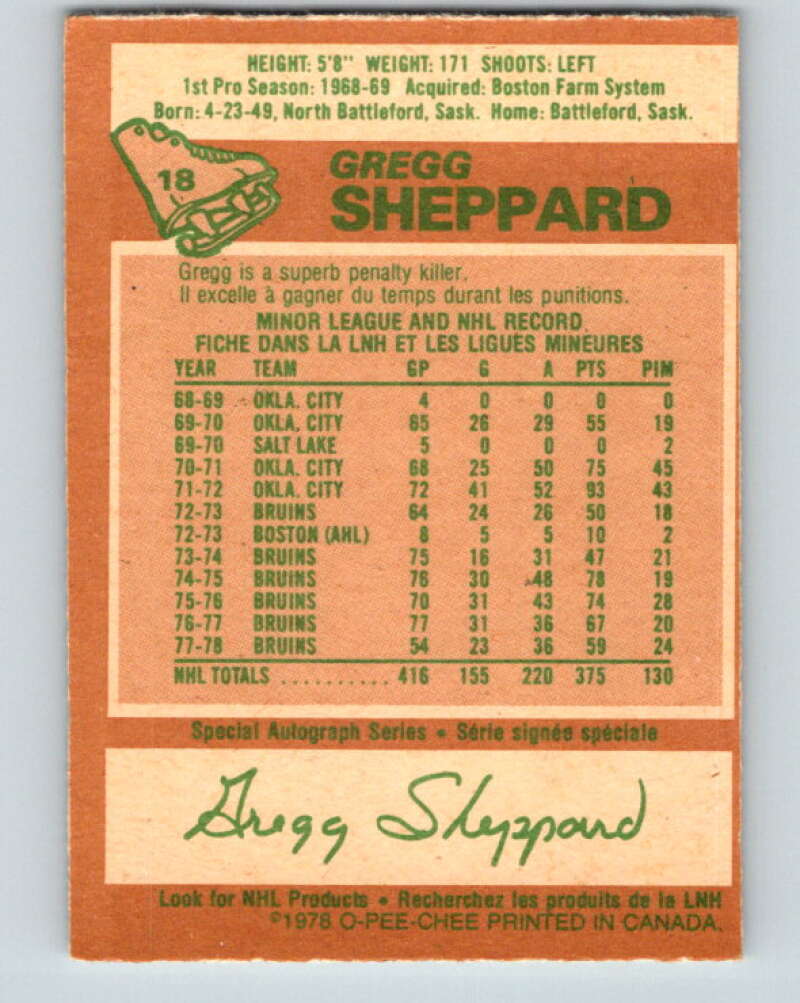 HEIGHT: 5'8" WEIGHT: 171 SHOOTS: LEFT
1st Pro Season: 1968-69 Acquired: Boston Farm System
Born: 4-23-49, North Battleford, Sask. Home: Battleford, Sask.
18
GREGG
SHEPPARD
Gregg is a superb penalty killer.
Il excelle à gagner du temps durant les punitions.
MINOR LEAGUE AND NHL RECORD
FICHE DANS LA LNH ET LES LIGUES MINEURES
YEAR TEAM GP G A PTS PIM
68-69 OKLA. CITY 4 0 0 0 0
69-70 OKLA. CITY 65 26 29 55 19
69-70 SALT LAKE 5 0 0 0 2
70-71 OKLA. CITY 68 25 50 75 45
71-72 OKLA. CITY 72 41 52 93 43
72-73 BRUINS 64 24 26 50 18
72-73 BOSTON (AHL) 8 5 5 10 2
73-74 BRUINS 75 16 31 47 21
74-75 BRUINS 76 30 48 78 19
75-76 BRUINS 70 31 43 74 28
76-77 BRUINS 77 31 36 67 20
77-78 BRUINS 54 23 36 59 24
NHL TOTALS .......... 416 155 220 375 130
Special Autograph Series • Série signée spéciale
Gregg Sheppard
Look for NHL Products • Recherchez les produits de la LNH
©1978 O-PEE-CHEE PRINTED IN CANADA.